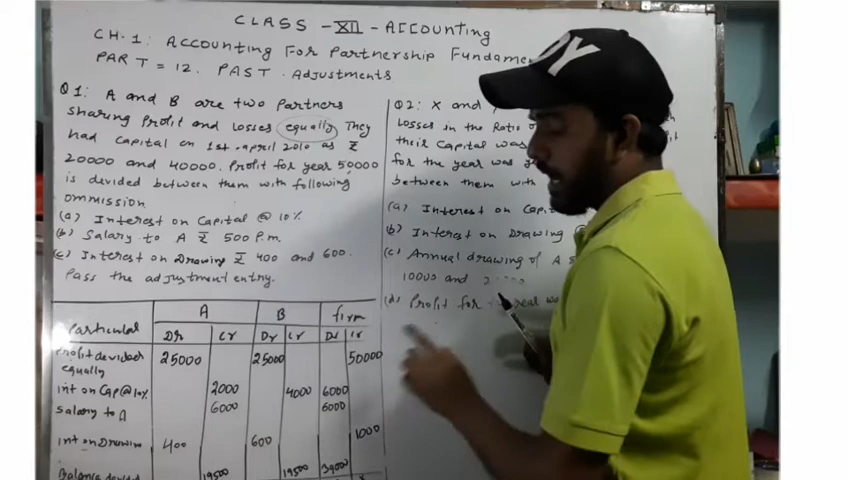 CLASS - XII - ACCOUNTING
CH-1: ACCOUNTING For Partnership Fundame
PART = 12. PAST. Adjustments
Q1: A and B are two Partners
sharing Profit and Losses equally They
had Capital on 1st april 2010 as ₹
20000 and 40000. Profit for year 50000
is divided between them with following
ommission
(a) Interest on Capital @ 10%
(b) Salary to A ₹ 500 P.m.
(c) Interest on Drawing ₹ 400 and 600.
Pass the adjustment entry.
Q2: X and
Losses in the Ratio
their Capital was
for the year was
between them with
(a) Interest on Cap
(b) Interest on Drawing @
(c) Annual drawing of A
10000 and
(d) Profit for
Particular A B firm
Dr Cr Dr Cr Dr Cr
Profit divided 25000 25000 50000
equally
int on Cap@10% 2000 4000 6000
Salary to A 6000 6000
int on Drawin 400 600 1000
Balance 19500 19500 39000